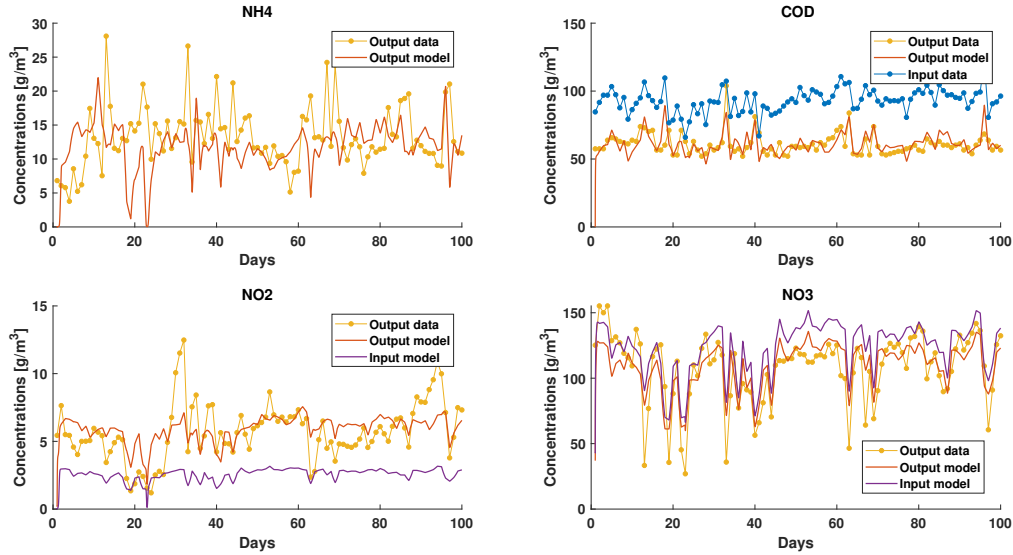 NH4
Concentrations [g/m³]
30
25
20
15
10
5
0
Output data
Output model
0 20 40 60 80 100
Days
COD
Concentrations [g/m³]
150
100
50
0
Output Data
Output model
Input data
0 20 40 60 80 100
Days
NO2
Concentrations [g/m³]
15
10
5
0
Output data
Output model
Input model
0 20 40 60 80 100
Days
NO3
Concentrations [g/m³]
150
100
50
0
Output data
Output model
Input model
0 20 40 60 80 100
Days